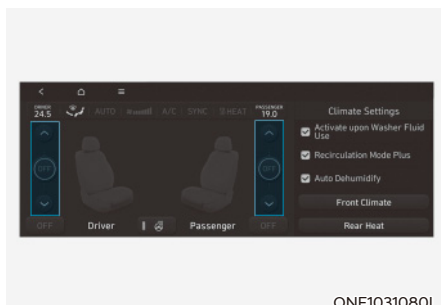 DRIVER
24.5
AUTO
A/C
SYNC
HEAT
PASSENGER
19.0
Climate Settings
Activate upon Washer Fluid
Use
OFF
OFF
Recirculation Mode Plus
Auto Dehumidify
Front Climate
OFF
Driver
Passenger
OFF
Rear Heat